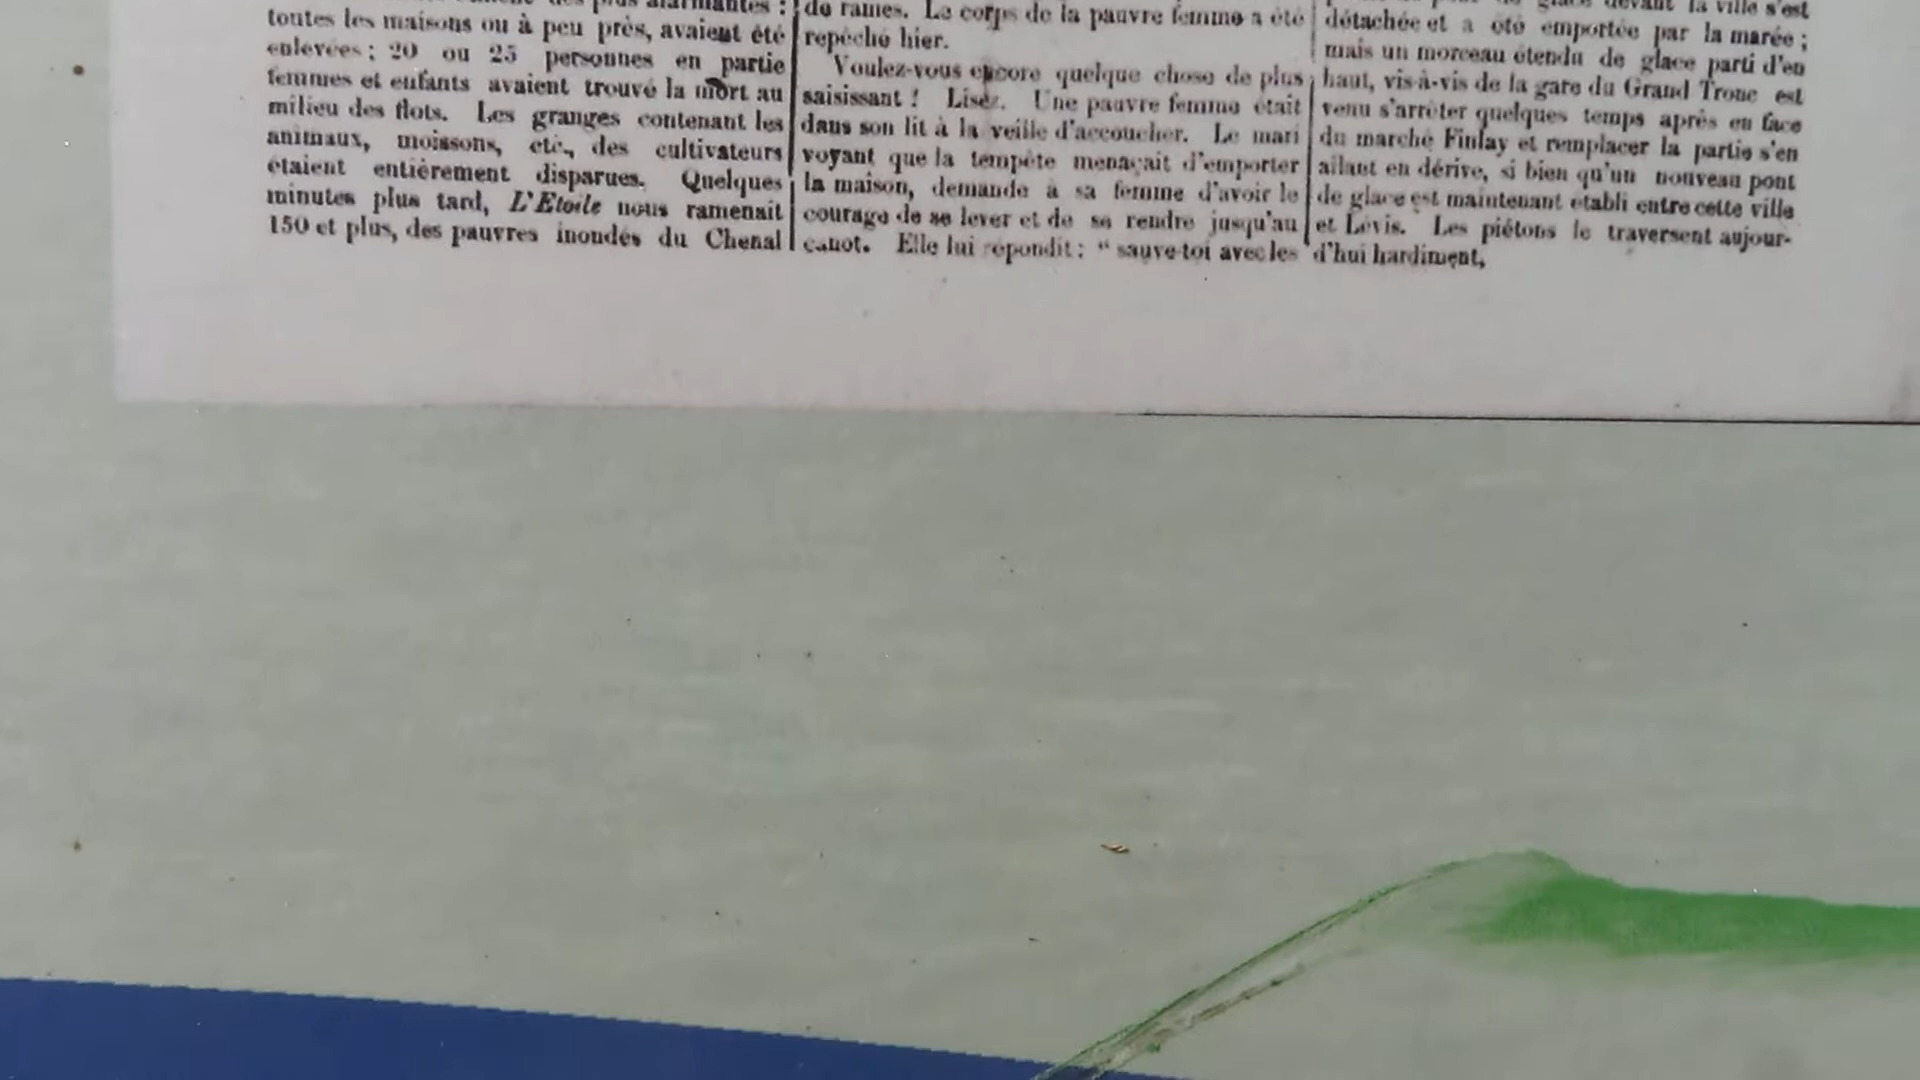 des plus alarmantes :
toutes les maisons ou à peu près, avaient été
enlevées ; 20 ou 25 personnes en partie
femmes et enfants avaient trouvé la mort au
milieu des flots. Les granges contenant les
animaux, moissons, etc., des cultivateurs
étaient entièrement disparues. Quelques
minutes plus tard, L'Etoile nous ramenait
150 et plus, des pauvres inondés du Chenal
de rames. Le corps de la pauvre femme a été
repêché hier.
Voulez-vous encore quelque chose de plus
saisissant ! Lisez. Une pauvre femme était
dans son lit à la veille d'accoucher. Le mari
voyant que la tempête menaçait d'emporter
la maison, demande à sa femme d'avoir le
courage de se lever et de se rendre jusqu'au
canot. Elle lui répondit : “ sauve-toi avec les
glace devant la ville s'est
détachée et a été emportée par la marée ;
mais un morceau étendu de glace parti d'en
haut, vis-à-vis de la gare du Grand Tronc est
venu s'arrêter quelques temps après en face
du marché Finlay et remplacer la partie s'en
allant en dérive, si bien qu'un nouveau pont
de glace est maintenant établi entre cette ville
et Lévis. Les piétons le traversent aujour-
d'hui hardiment,